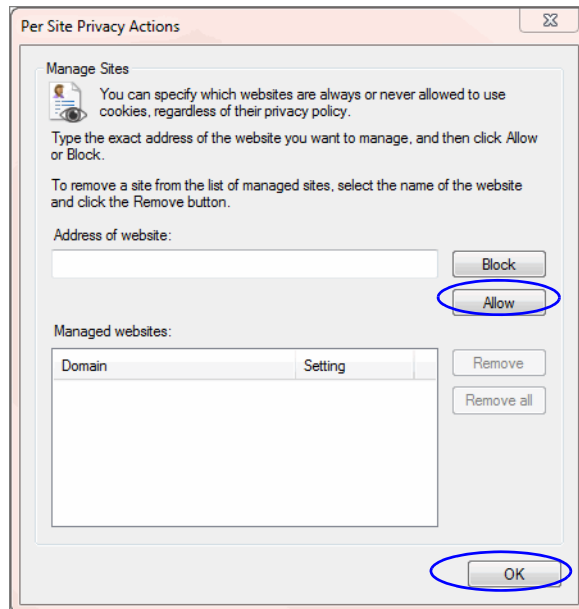 Per Site Privacy Actions
Manage Sites
You can specify which websites are always or never allowed to use
cookies, regardless of their privacy policy.
Type the exact address of the website you want to manage, and then click Allow
or Block.
To remove a site from the list of managed sites, select the name of the website
and click the Remove button.
Address of website:
Block
Allow
Managed websites:
Domain Setting
Remove
Remove all
OK